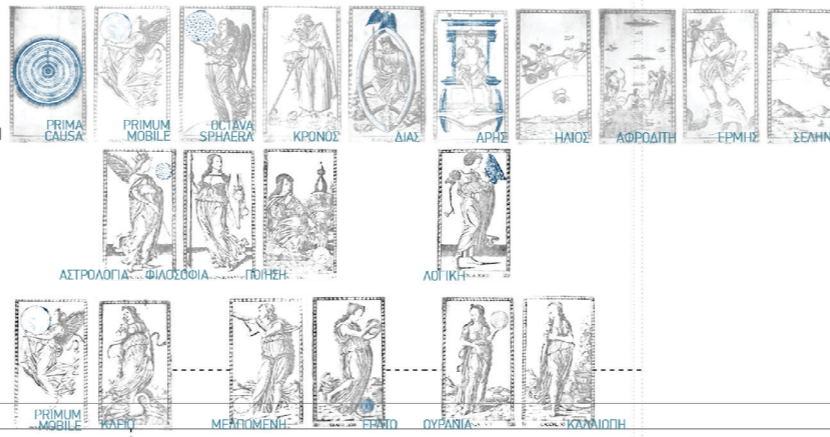 PRIMA
CAUSA
PRIMUM
MOBILE
OCTAVA
SPHAERA
ΚΡΟΝΟΣ
ΔΙΑΣ
ΑΡΗΣ
ΗΛΙΟΣ
ΑΦΡΟΔΙΤΗ
ΕΡΜΗΣ
ΣΕΛΗΝ
ΑΣΤΡΟΛΟΓΙΑ
ΦΙΛΟΣΟΦΙΑ
ΠΟΙΗΣΗ
ΛΟΓΙΚΗ
PRIMUM
MOBILE
ΚΛΕΙΩ
ΜΕΛΠΟΜΕΝΗ
ΕΡΑΤΩ
ΟΥΡΑΝΙΑ
ΚΑΛΛΙΟΠΗ